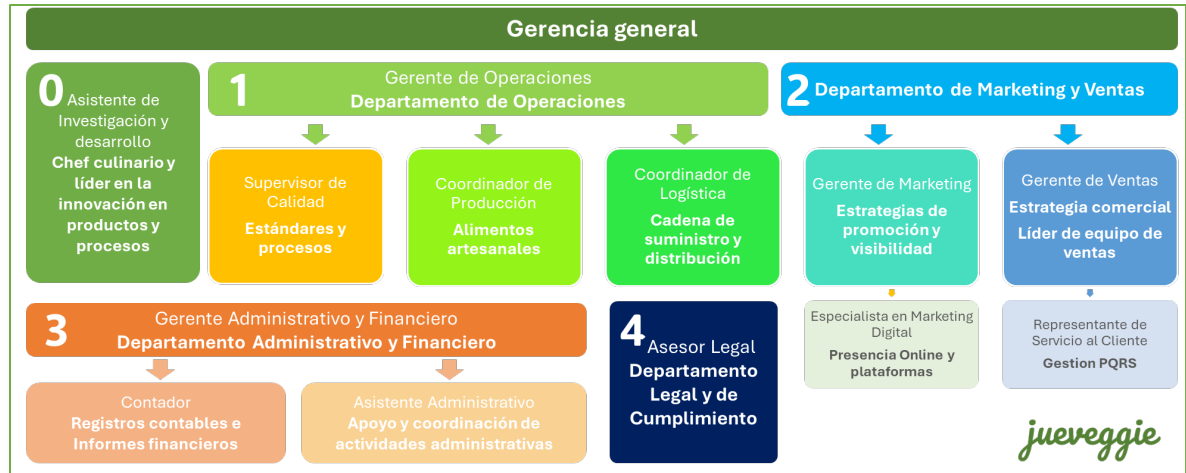 Gerencia general
0
Asistente de
Investigación y
desarrollo
Chef culinario y
líder en la
innovación en
productos y
procesos
1
Gerente de Operaciones
Departamento de Operaciones
Supervisor de
Calidad
Estándares y
procesos
Coordinador de
Producción
Alimentos
artesanales
Coordinador de
Logística
Cadena de
suministro y
distribución
2
Departamento de Marketing y Ventas
Gerente de Marketing
Estrategias de
promoción y
visibilidad
Especialista en Marketing
Digital
Presencia Online y
plataformas
Gerente de Ventas
Estrategia comercial
Líder de equipo de
ventas
Representante de
Servicio al Cliente
Gestion PQRS
3
Gerente Administrativo y Financiero
Departamento Administrativo y Financiero
Contador
Registros contables e
Informes financieros
Asistente Administrativo
Apoyo y coordinación de
actividades administrativas
4
Asesor Legal
Departamento
Legal y de
Cumplimiento
jueveggie